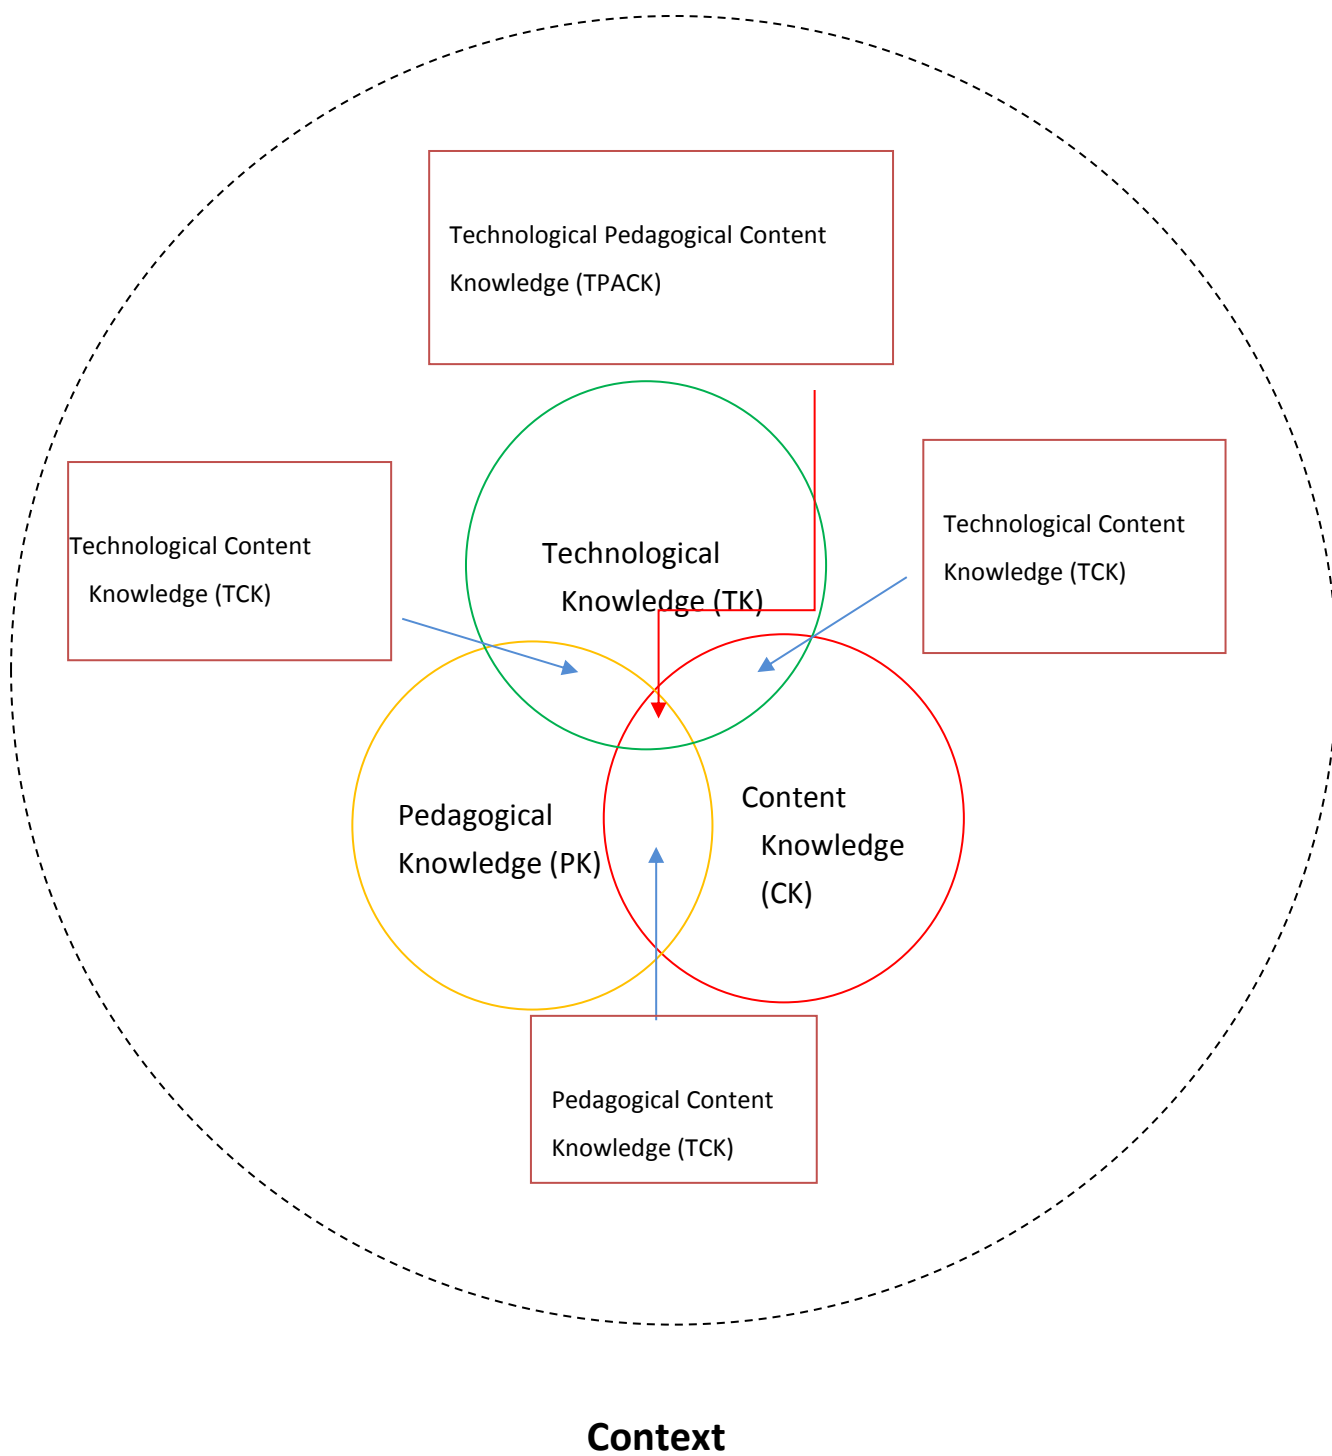 Technological Pedagogical Content
Knowledge (TPACK)
Technological Content
Knowledge (TCK)
Technological Content
Knowledge (TCK)
Technological
Knowledge (TK)
Pedagogical
Knowledge (PK)
Content
Knowledge
(CK)
Pedagogical Content
Knowledge (TCK)
Context